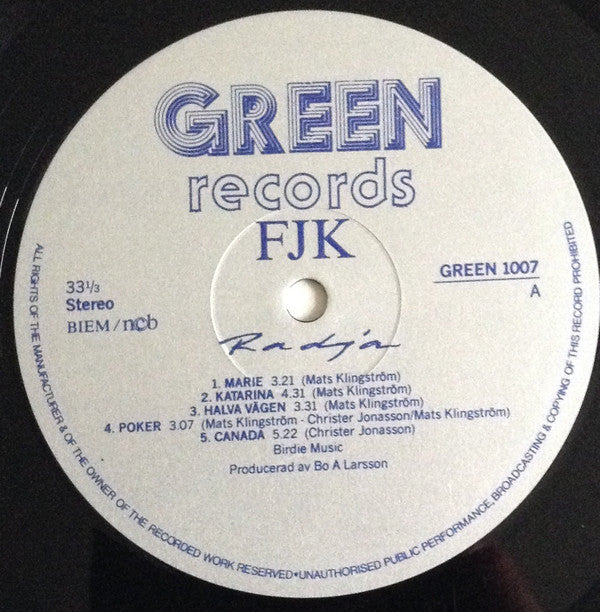 GREEN
records
FJK
33⅓
Stereo
BIEM/ncb
GREEN 1007
A
Radja
1. MARIE 3.21 (Mats Klingström)
2. KATARINA 4.31 (Mats Klingström)
3. HALVA VÄGEN 3.31 (Mats Klingström)
4. POKER 3.07 (Mats Klingström - Christer Jonasson/Mats Klingström)
5. CANADA 5.22 (Christer Jonasson)
Birdie Music
Producerad av Bo A Larsson
ALL RIGHTS OF THE MANUFACTURER & OF THE OWNER OF THE RECORDED WORK RESERVED•UNAUTHORISED PUBLIC PERFORMANCE, BROADCASTING & COPYING OF THIS RECORD PROHIBITED